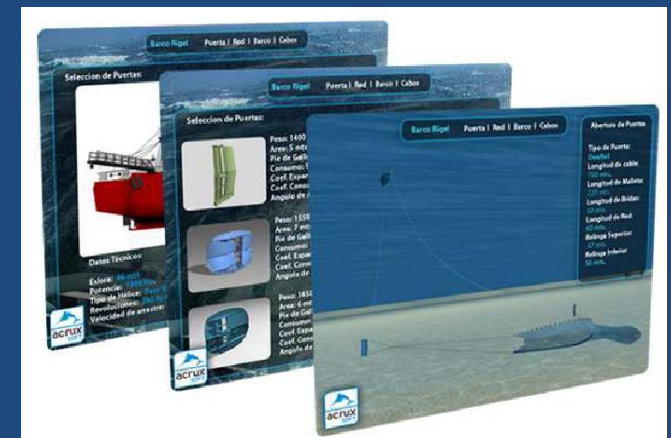 Barco Rigel Puerta | Red | Barco | Cabos
Seleccion de Puertas:
Datos Técnicos:
Eslora:
Potencia:
Tipo de Hélice:
Revoluciones:
Velocidad de arrastre:
acrux
SOFT
Barco Rigel Puerta | Red | Barco | Cabos
Seleccion de Puertas:
Peso: 1400
Area: 5 mts
Pie de Gallo
Consumo:
Coef. Expan
Coef. Cons
Angulo de
Peso: 1550
Area: 7 mts
Pie de Gall
Consumo:
Coef. Expa
Coef. Cons
Angulo de
Peso: 1650
Area: 6 mt
Pie de Gall
Consumo:
Coef. Expa
Coef. Cons
Angulo de
acrux
SOFT
Barco Rigel Puerta | Red | Barco | Cabos
Abertura de Puertas
Tipo de Puerta:
Longitud de cable:
750 mts.
Longitud de Malleta:
Longitud de Bridas:
Longitud de Red:
Relinga Superior:
Relinga Inferior
acrux
SOFT